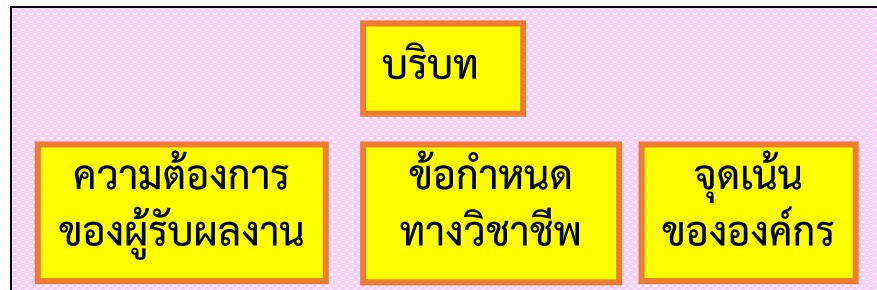 บริบท
ความต้องการ
ของผู้รับผลงาน
ข้อกำหนด
ทางวิชาชีพ
จุดเน้น
ขององค์กร